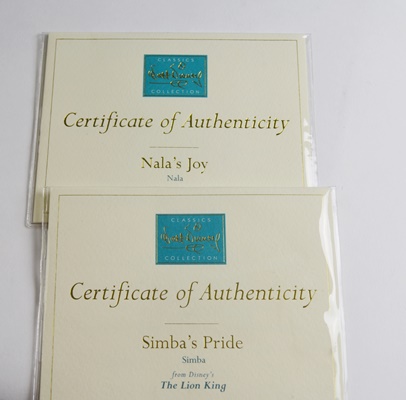 CLASSICS
Walt Disney
COLLECTION
Certificate of Authenticity
Nala's Joy
Nala
CLASSICS
Walt Disney
COLLECTION
Certificate of Authenticity
Simba's Pride
Simba
from Disney's
The Lion King